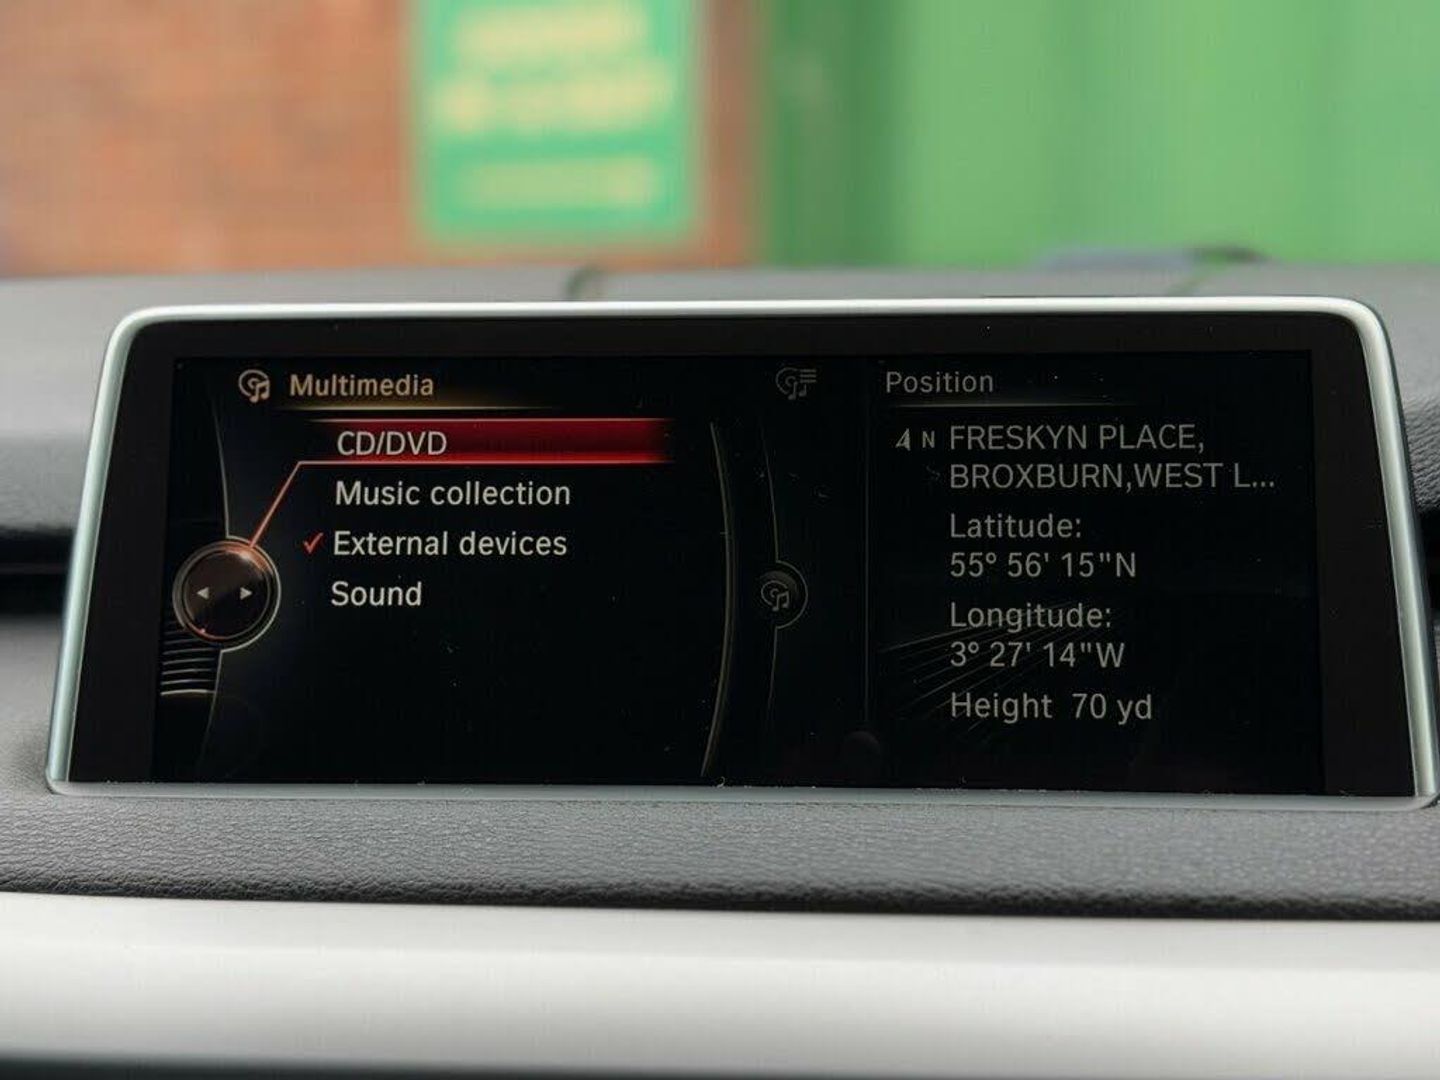 Multimedia
CD/DVD
Music collection
External devices
Sound
Position
N FRESKYN PLACE,
BROXBURN,WEST L...
Latitude:
55° 56' 15"N
Longitude:
3° 27' 14"W
Height 70 yd